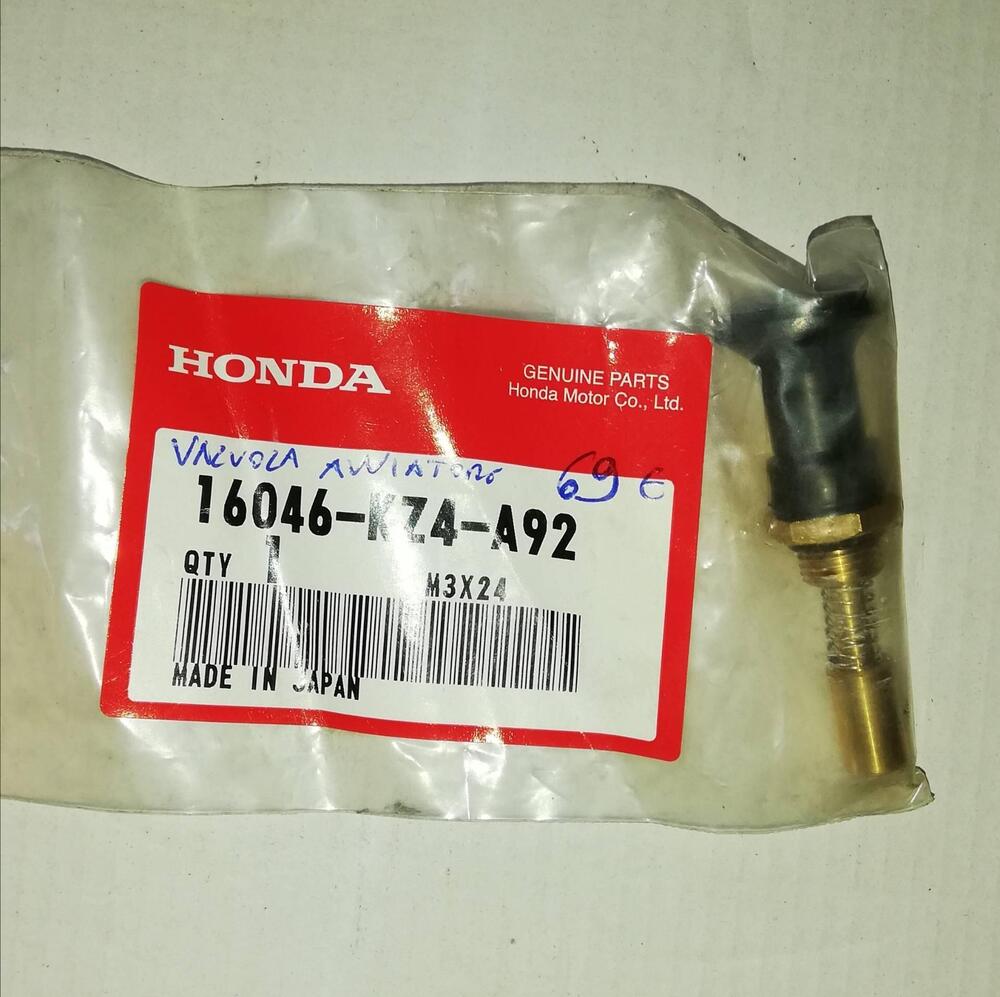 HONDA
GENUINE PARTS
Honda Motor Co., Ltd.
VALVOLA AVVIATORE 69 €
16046-KZ4-A92
QTY 1
M3X24
MADE IN JAPAN